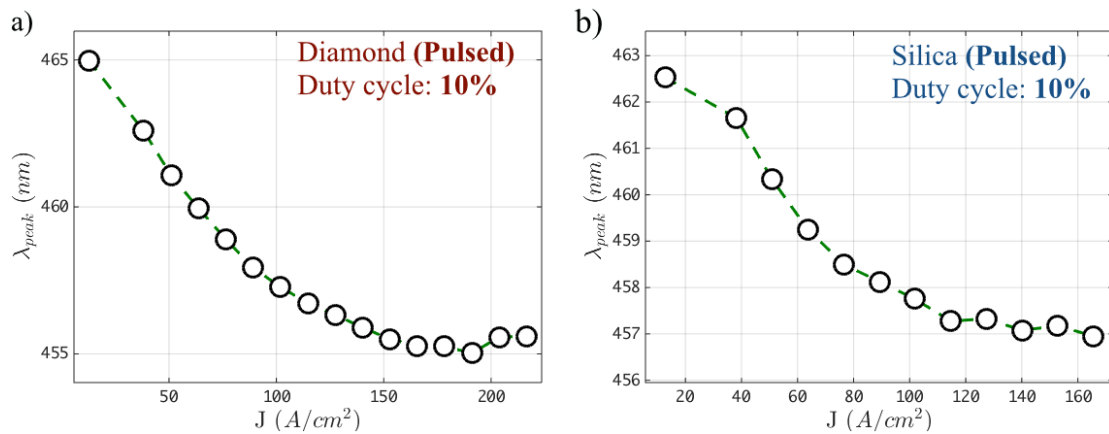 a)
Diamond (Pulsed)
Duty cycle: 10%
465
460
455
λpeak (nm)
50
100
150
200
J (A/cm²)
b)
Silica (Pulsed)
Duty cycle: 10%
463
462
461
460
459
458
457
456
λpeak (nm)
20
40
60
80
100
120
140
160
J (A/cm²)